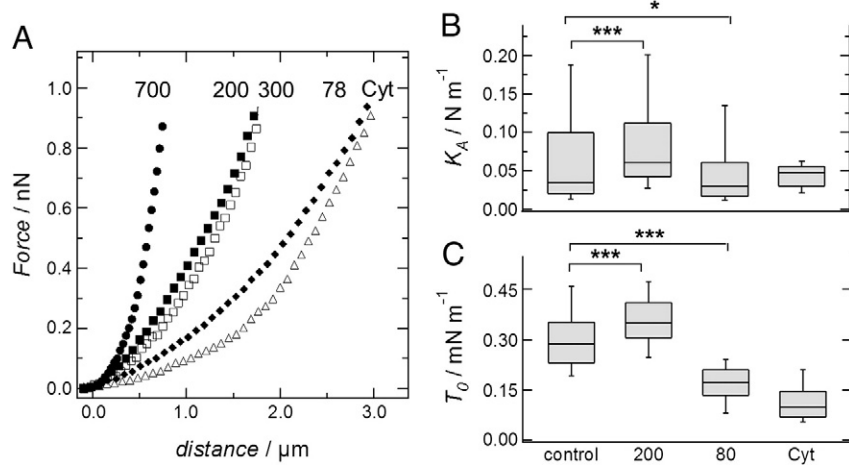 A
Force / nN
1.0
0.8
0.6
0.4
0.2
0.0
700 200 300 78 Cyt
0.0 1.0 2.0 3.0
distance / µm
B
K_A / N m⁻¹
* 
***
0.20
0.15
0.10
0.05
0.00
C
T_0 / mN m⁻¹
***
***
0.45
0.30
0.15
0.00
control 200 80 Cyt